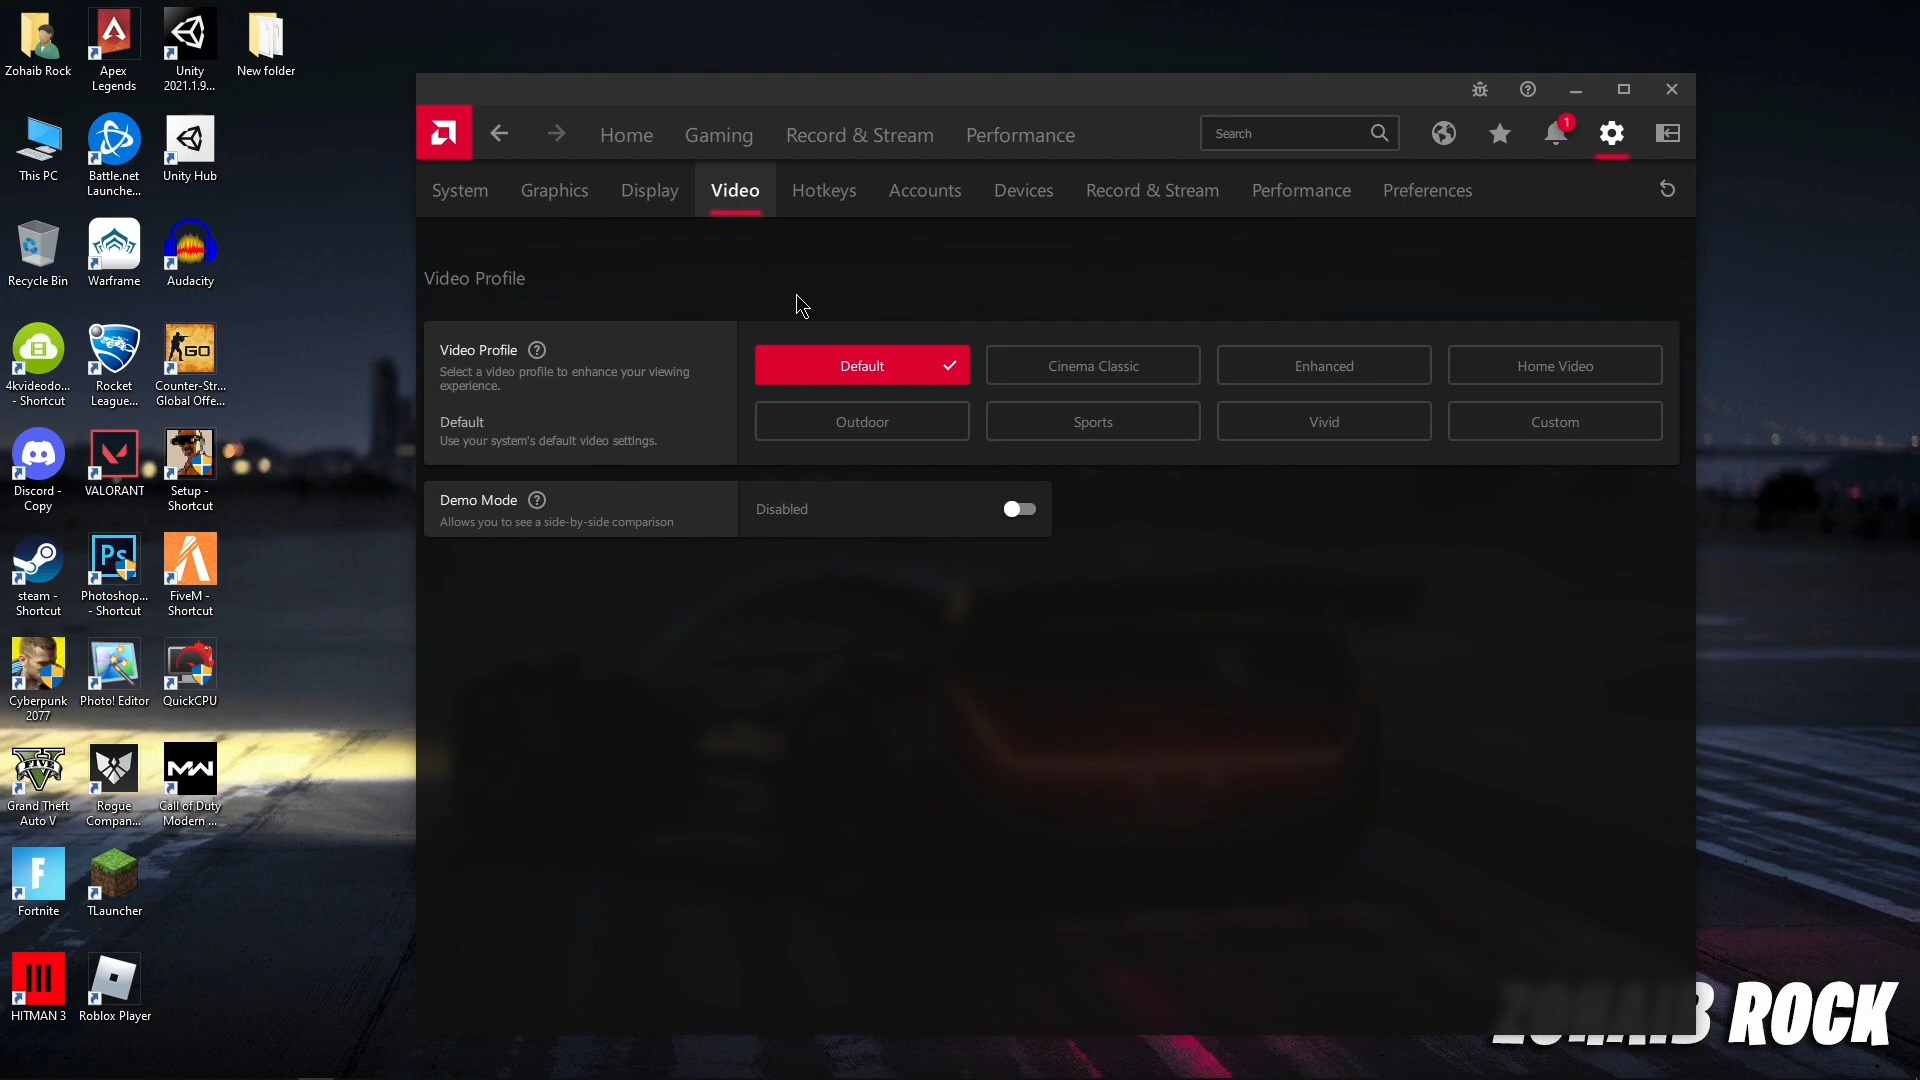 Zohaib Rock
Apex
Legends
Unity
2021.1.9...
New folder
This PC
Battle.net
Launche...
Unity Hub
Recycle Bin
Warframe
Audacity
4kvideodo...
- Shortcut
Rocket
League...
GO
Counter-Str...
Global Offe...
Discord -
Copy
VALORANT
Setup -
Shortcut
steam -
Shortcut
Ps
Photoshop...
- Shortcut
FiveM -
Shortcut
Cyberpunk
2077
Photo! Editor
QuickCPU
FIVE
Grand Theft
Auto V
Rogue
Compan...
MW
Call of Duty
Modern ...
F
Fortnite
TLauncher
HITMAN 3
Roblox Player
Home
Gaming
Record & Stream
Performance
Search
1
System
Graphics
Display
Video
Hotkeys
Accounts
Devices
Record & Stream
Performance
Preferences
Video Profile
Video Profile
Select a video profile to enhance your viewing
experience.
Default
Use your system's default video settings.
Default
Cinema Classic
Enhanced
Home Video
Outdoor
Sports
Vivid
Custom
Demo Mode
Allows you to see a side-by-side comparison
Disabled
ZOHAIB ROCK